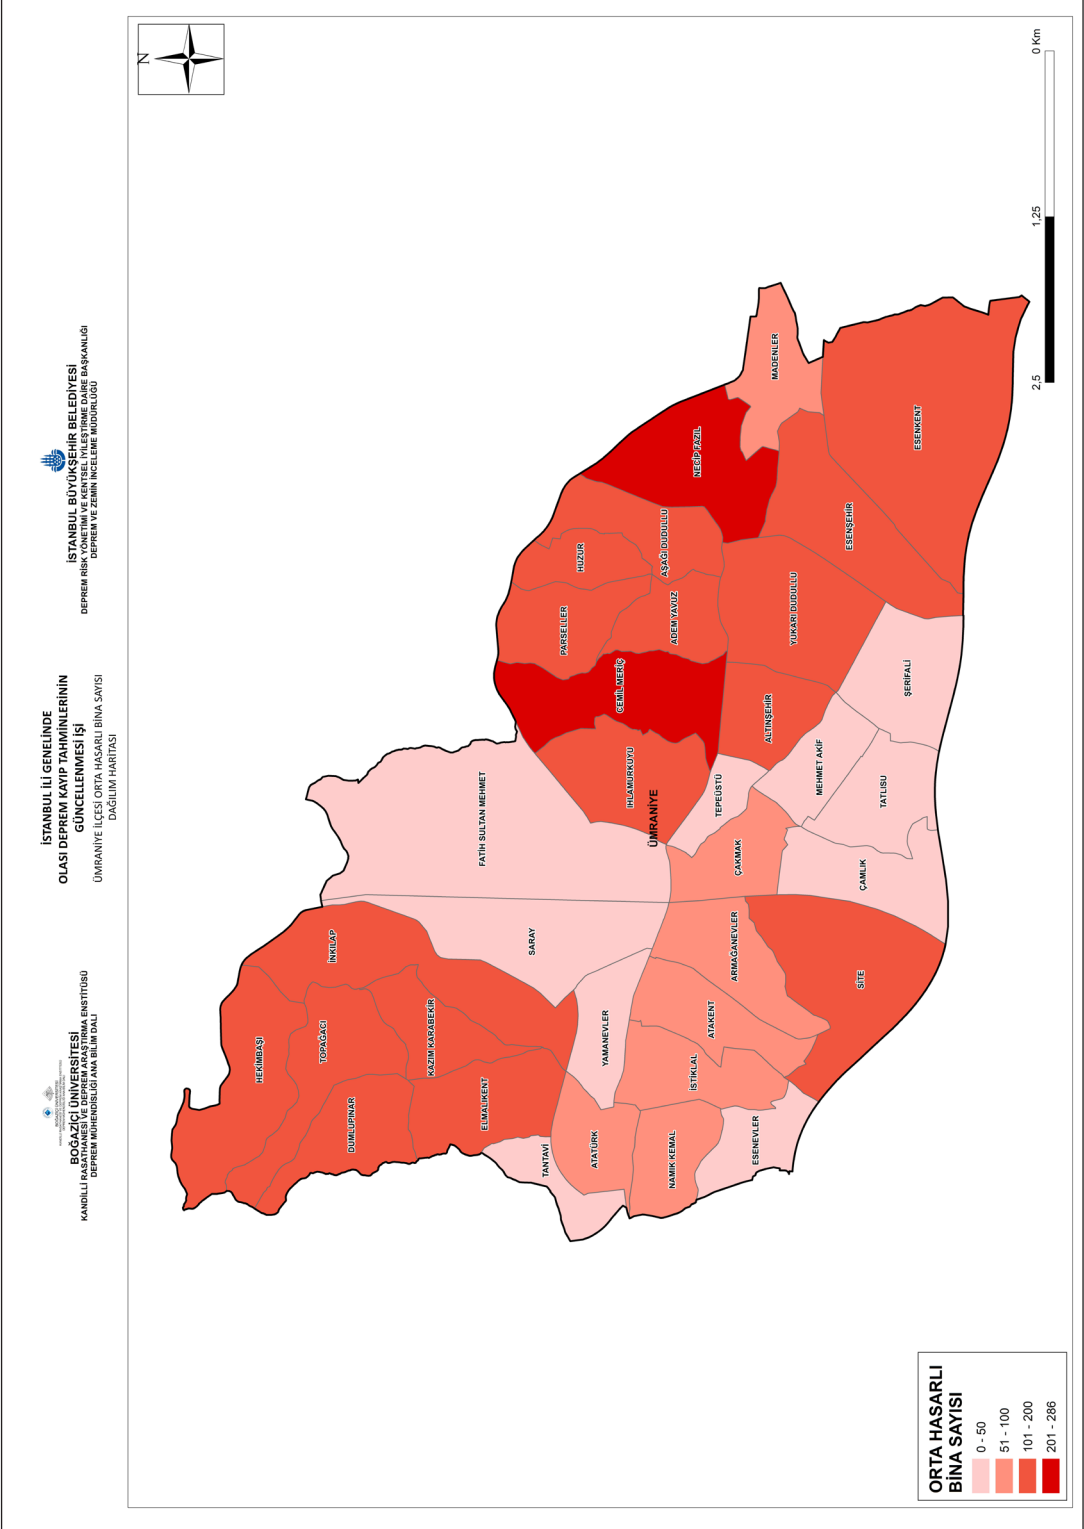 BOĞAZİÇİ ÜNİVERSİTESİ
KANDİLLİ RASATHANESİ VE DEPREM ARAŞTIRMA ENSTİTÜSÜ
DEPREM MÜHENDİSLİĞİ ANA BİLİM DALI
İSTANBUL İLİ GENELİNDE
OLASI DEPREM KAYIP TAHMİNLERİNİN
GÜNCELLENMESİ İŞİ
ÜMRANİYE İLÇESİ ORTA HASARLI BİNA SAYISI
DAĞILIM HARİTASI
İSTANBUL BÜYÜKŞEHİR BELEDİYESİ
DEPREM RİSK YÖNETİMİ VE KENTSEL İYİLEŞTİRME DAİRE BAŞKANLIĞI
DEPREM VE ZEMİN İNCELEME MÜDÜRLÜĞÜ
N
HEKİMBAŞI
İNKILAP
TOPAĞACI
DUMLUPINAR
KAZIM KARABEKİR
ELMALIKENT
FATİH SULTAN MEHMET
SARAY
TANTAVİ
PARSELLER
HUZUR
ATATÜRK
YAMANEVLER
CEMİL MERİÇ
IHLAMURKUYU
ÜMRANİYE
AŞAĞI DUDULLU
ADEM YAVUZ
NECİP FAZIL
NAMIK KEMAL
İSTİKLAL
ATAKENT
TEPEÜSTÜ
ÇAKMAK
ARMAĞANEVLER
ESENEVLER
ALTINŞEHİR
MADENLER
YUKARI DUDULLU
MEHMET AKİF
ESENŞEHİR
SİTE
ÇAMLIK
TATLISU
ŞERİFALİ
ESENKENT
ORTA HASARLI
BİNA SAYISI
0 - 50
51 - 100
101 - 200
201 - 286
2,5
1,25
0 Km